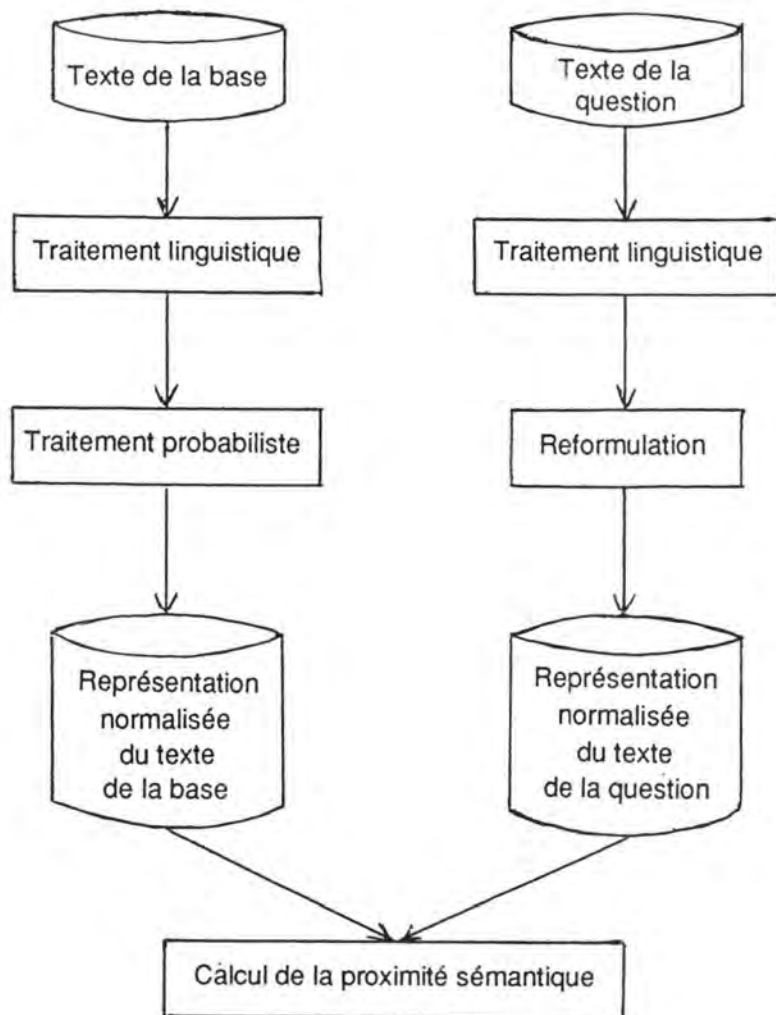 Texte de la base
Texte de la
question
Traitement linguistique
Traitement linguistique
Traitement probabiliste
Reformulation
Représentation
normalisée
du texte
de la base
Représentation
normalisée
du texte
de la question
Calcul de la proximité sémantique